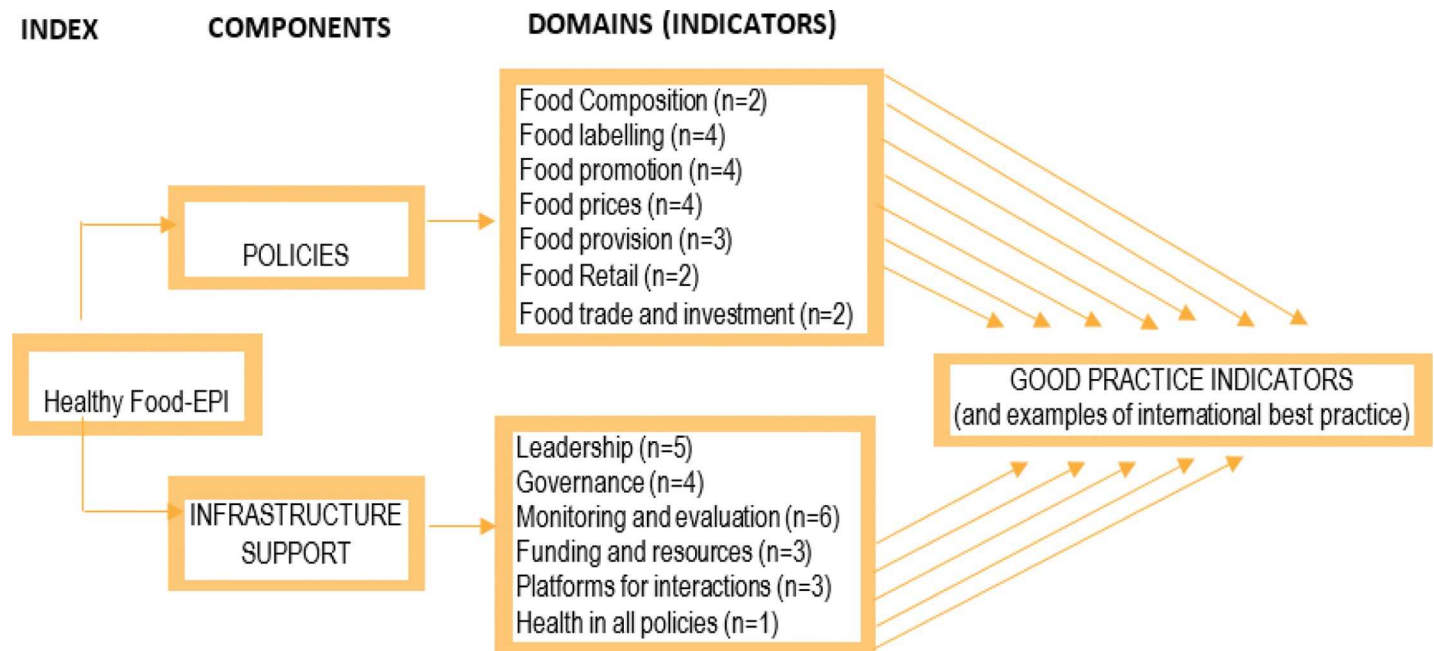 INDEX
COMPONENTS
DOMAINS (INDICATORS)
Food Composition (n=2)
Food labelling (n=4)
Food promotion (n=4)
Food prices (n=4)
Food provision (n=3)
Food Retail (n=2)
Food trade and investment (n=2)
POLICIES
Healthy Food-EPI
GOOD PRACTICE INDICATORS
(and examples of international best practice)
INFRASTRUCTURE
SUPPORT
Leadership (n=5)
Governance (n=4)
Monitoring and evaluation (n=6)
Funding and resources (n=3)
Platforms for interactions (n=3)
Health in all policies (n=1)